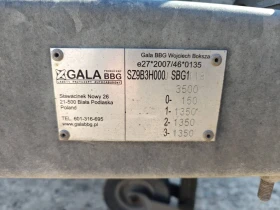 GALA BBG
Sławacinek Nowy 26
21-500 Biała Podlaska
Poland
TEL.: 601-316-695
www.galabbg.pl
Gala BBG Wojciech Boksza
e27*2007/46*0135
SZ9B3H000 SBG1
3500
0- 150
1- 1350
2- 1350
3- 1350